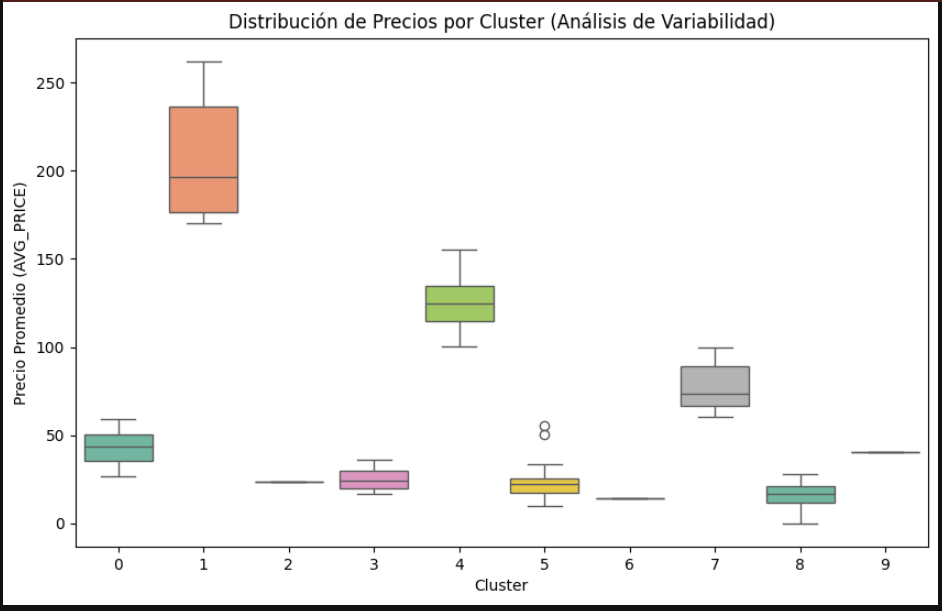 Distribución de Precios por Cluster (Análisis de Variabilidad)
Precio Promedio (AVG_PRICE)
250
200
150
100
50
0
0 1 2 3 4 5 6 7 8 9
Cluster